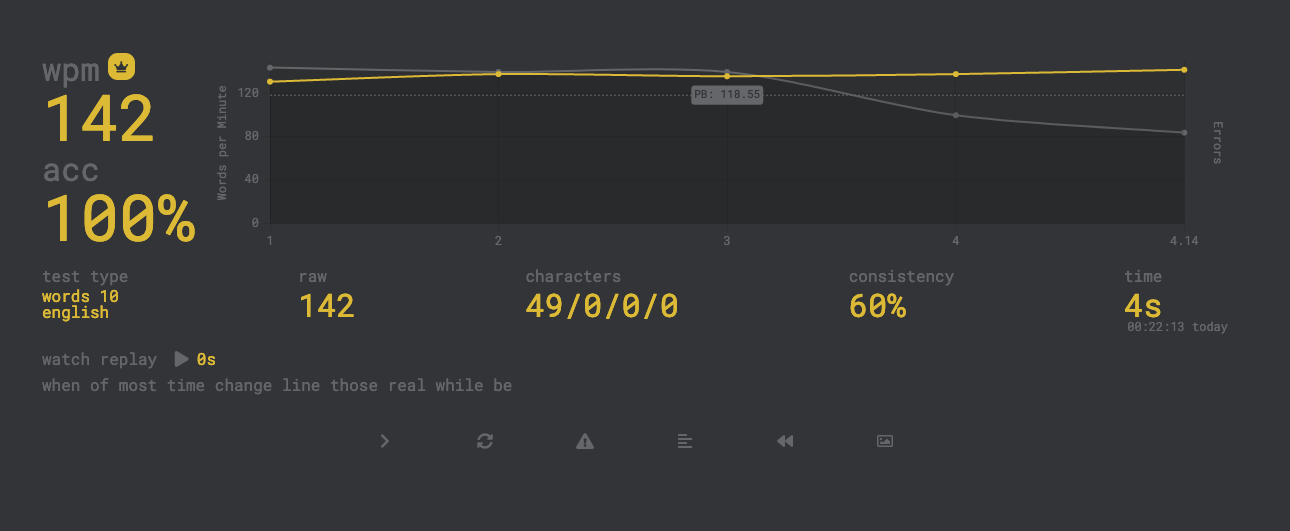 wpm
142
acc
100%
Words per Minute
120
80
40
0
PB: 118.55
1 2 3 4 4.14
Errors
test type
words 10
english
raw
142
characters
49/0/0/0
consistency
60%
time
4s
00:22:13 today
watch replay 0s
when of most time change line those real while be